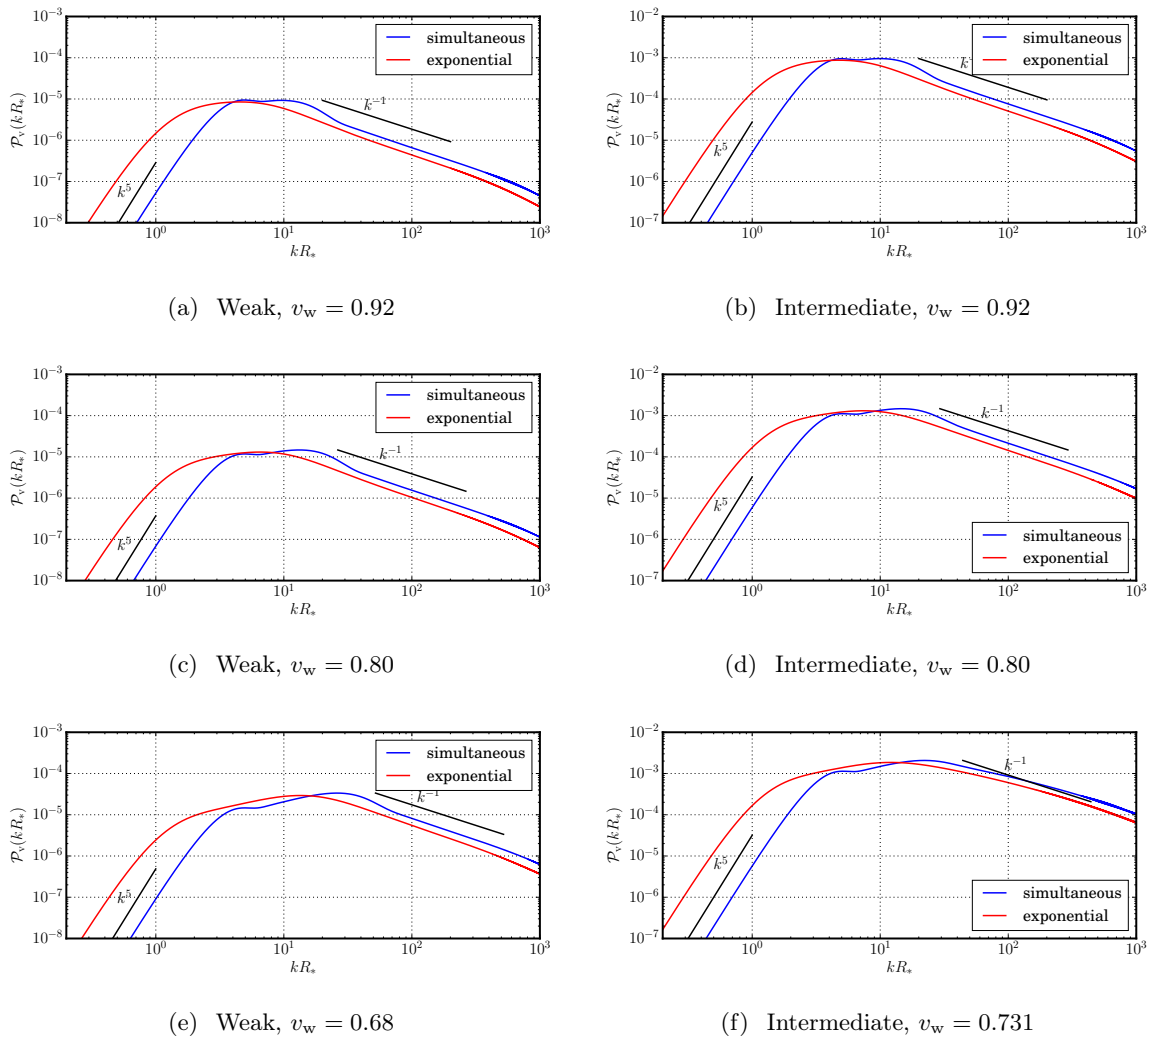 10^{-3}
10^{-4}
10^{-5}
10^{-6}
10^{-7}
10^{-8}
P_v(kR_*)
simultaneous
exponential
k^{-1}
k^5
10^0 10^1 10^2 10^3
kR_*
(a) Weak, v_w = 0.92
10^{-2}
10^{-3}
10^{-4}
10^{-5}
10^{-6}
10^{-7}
P_v(kR_*)
simultaneous
exponential
k^5
10^0 10^1 10^2 10^3
kR_*
(b) Intermediate, v_w = 0.92
10^{-3}
10^{-4}
10^{-5}
10^{-6}
10^{-7}
10^{-8}
P_v(kR_*)
simultaneous
exponential
k^{-1}
k^5
10^0 10^1 10^2 10^3
kR_*
(c) Weak, v_w = 0.80
10^{-2}
10^{-3}
10^{-4}
10^{-5}
10^{-6}
10^{-7}
P_v(kR_*)
k^{-1}
k^5
simultaneous
exponential
10^0 10^1 10^2 10^3
kR_*
(d) Intermediate, v_w = 0.80
10^{-3}
10^{-4}
10^{-5}
10^{-6}
10^{-7}
10^{-8}
P_v(kR_*)
simultaneous
exponential
k^{-1}
k^5
10^0 10^1 10^2 10^3
kR_*
(e) Weak, v_w = 0.68
10^{-2}
10^{-3}
10^{-4}
10^{-5}
10^{-6}
10^{-7}
P_v(kR_*)
k^{-1}
k^5
simultaneous
exponential
10^0 10^1 10^2 10^3
kR_*
(f) Intermediate, v_w = 0.731